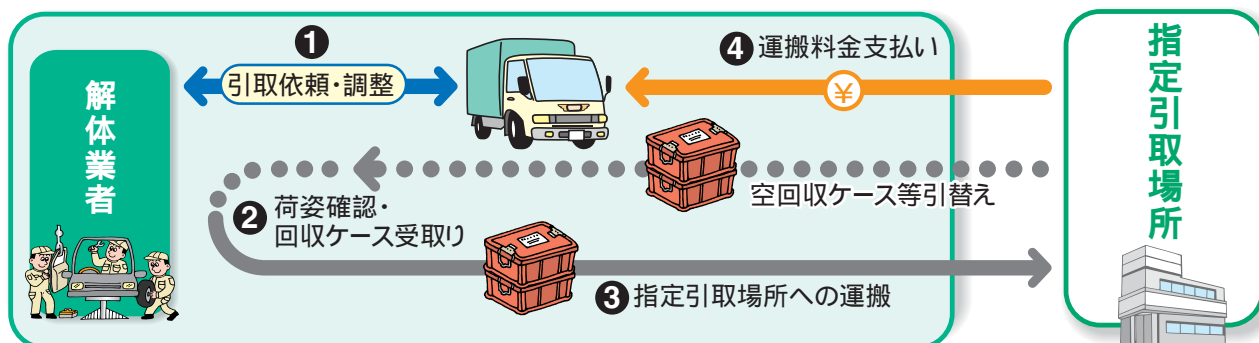 解体業者
❶
引取依頼・調整
❹運搬料金支払い
¥
空回収ケース等引替え
❷荷姿確認・
回収ケース受取り
❸指定引取場所への運搬
指定引取場所